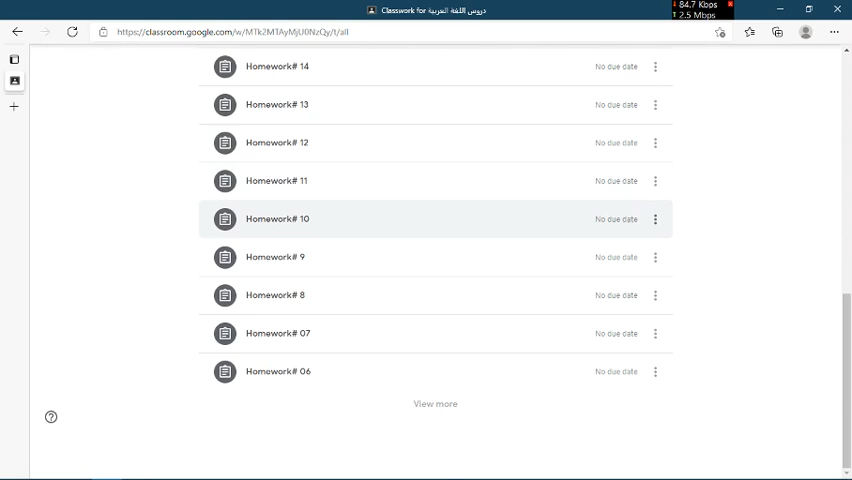 Classwork for دروس اللغة العربية
84.7 Kbps
2.5 Mbps
https://classroom.google.com/w/MTk2MTAyMjU0NzQy/t/all
Homework# 14 No due date
Homework# 13 No due date
Homework# 12 No due date
Homework# 11 No due date
Homework# 10 No due date
Homework# 9 No due date
Homework# 8 No due date
Homework# 07 No due date
Homework# 06 No due date
View more